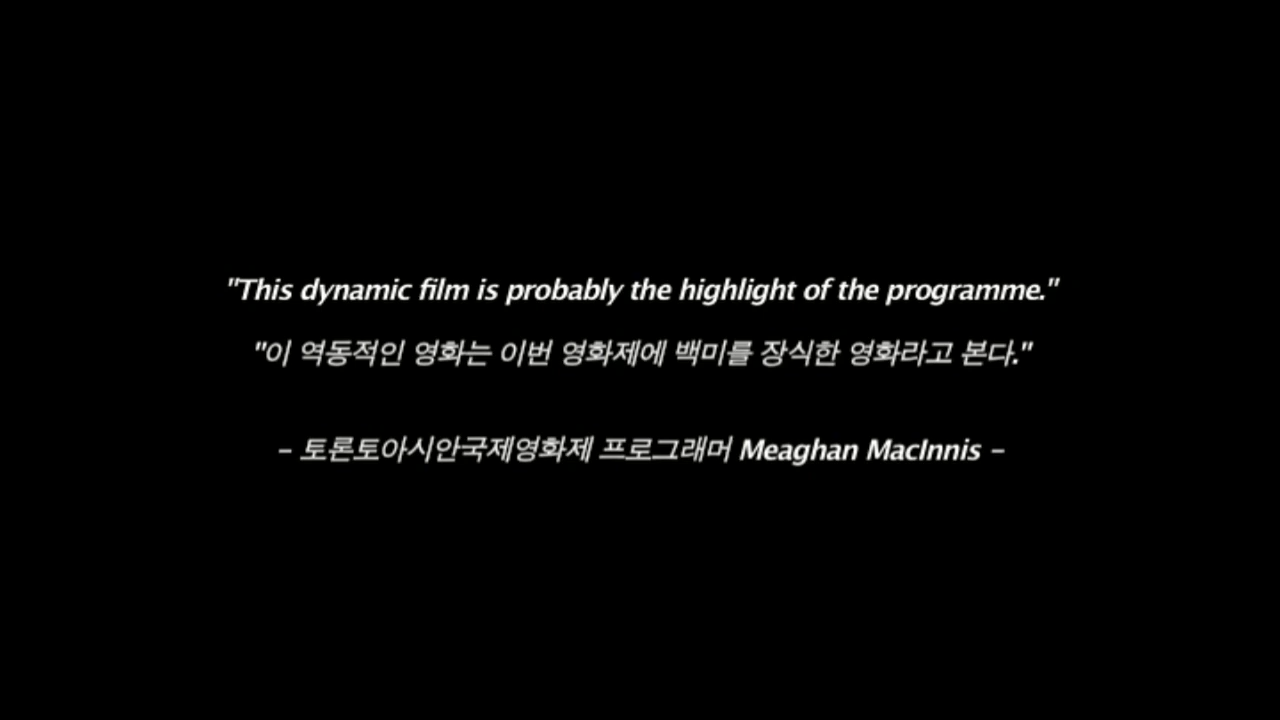 "This dynamic film is probably the highlight of the programme."
"이 역동적인 영화는 이번 영화제에 백미를 장식한 영화라고 본다."
– 토론토아시안국제영화제 프로그래머 Meaghan MacInnis –